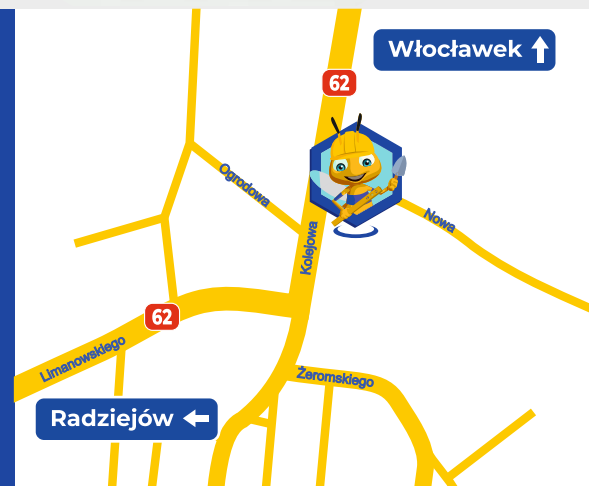 Włocławek ↑
62
Ogrodowa
Nowa
Kolejowa
62
Limanowskiego
Żeromskiego
Radziejów ←